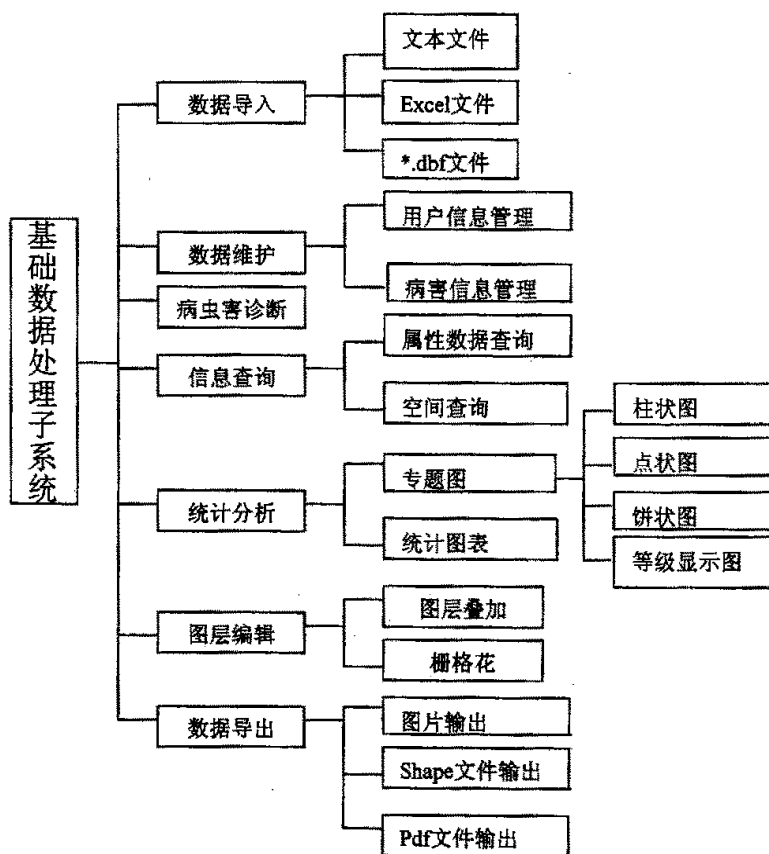 基础数据处理子系统
数据导入
文本文件
Excel文件
*.dbf文件
数据维护
用户信息管理
病害信息管理
病虫害诊断
信息查询
属性数据查询
空间查询
统计分析
专题图
柱状图
点状图
饼状图
等级显示图
统计图表
图层编辑
图层叠加
栅格花
数据导出
图片输出
Shape文件输出
Pdf文件输出